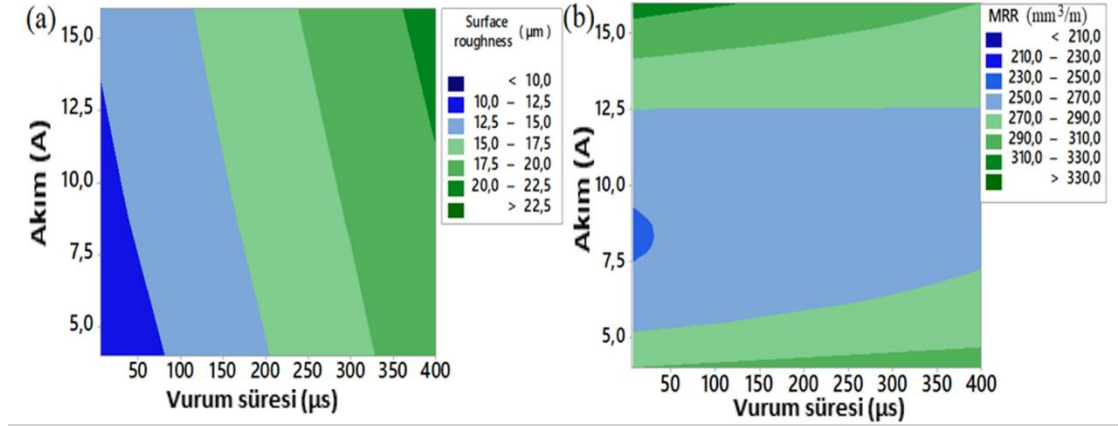 (a)
Akım (A)
15,0
12,5
10,0
7,5
5,0
50 100 150 200 250 300 350 400
Vurum süresi (µs)
Surface
roughness (µm)
< 10,0
10,0 – 12,5
12,5 – 15,0
15,0 – 17,5
17,5 – 20,0
20,0 – 22,5
> 22,5
(b)
Akım (A)
15,0
12,5
10,0
7,5
5,0
50 100 150 200 250 300 350 400
Vurum süresi (µs)
MRR (mm³/m)
< 210,0
210,0 – 230,0
230,0 – 250,0
250,0 – 270,0
270,0 – 290,0
290,0 – 310,0
310,0 – 330,0
> 330,0